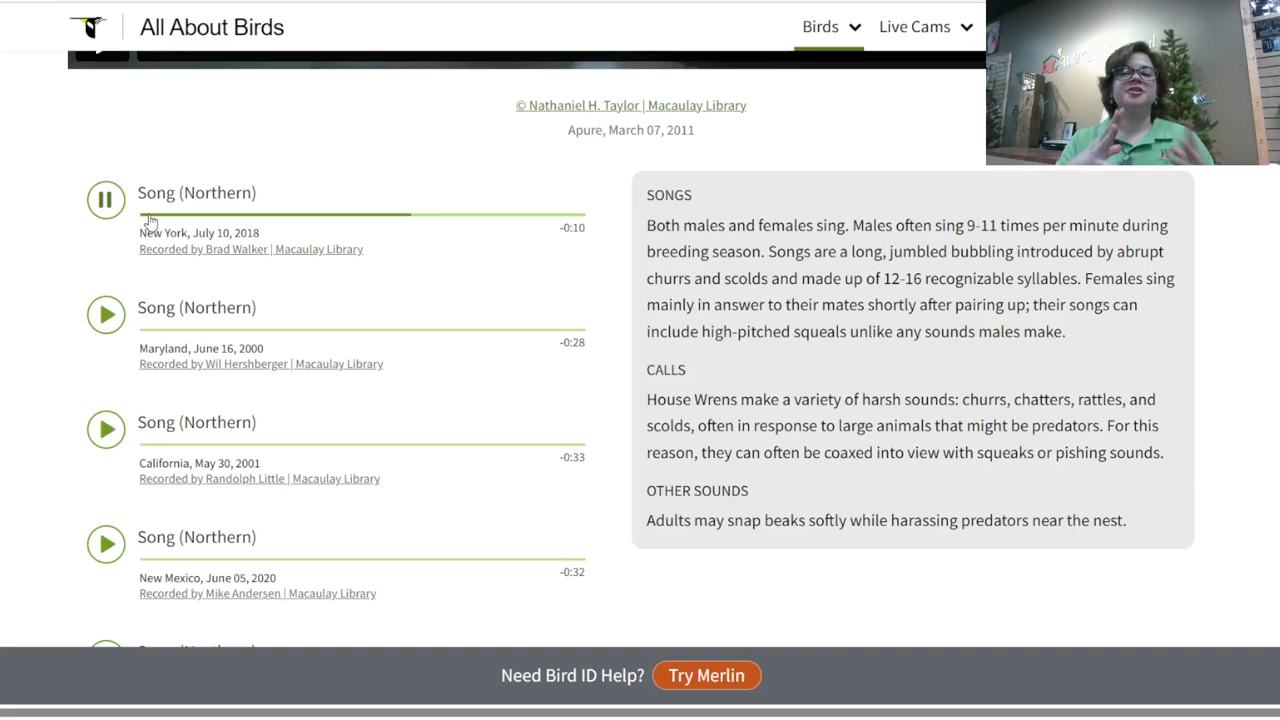 All About Birds
Birds
Live Cams
© Nathaniel H. Taylor | Macaulay Library
Apure, March 07, 2011
Song (Northern)
-0:10
New York, July 10, 2018
Recorded by Brad Walker | Macaulay Library
Song (Northern)
-0:28
Maryland, June 16, 2000
Recorded by Wil Hershberger | Macaulay Library
Song (Northern)
-0:33
California, May 30, 2001
Recorded by Randolph Little | Macaulay Library
Song (Northern)
-0:32
New Mexico, June 05, 2020
Recorded by Mike Andersen | Macaulay Library
SONGS
Both males and females sing. Males often sing 9-11 times per minute during
breeding season. Songs are a long, jumbled bubbling introduced by abrupt
churrs and scolds and made up of 12-16 recognizable syllables. Females sing
mainly in answer to their mates shortly after pairing up; their songs can
include high-pitched squeals unlike any sounds males make.
CALLS
House Wrens make a variety of harsh sounds: churrs, chatters, rattles, and
scolds, often in response to large animals that might be predators. For this
reason, they can often be coaxed into view with squeaks or pishing sounds.
OTHER SOUNDS
Adults may snap beaks softly while harassing predators near the nest.
Need Bird ID Help?
Try Merlin